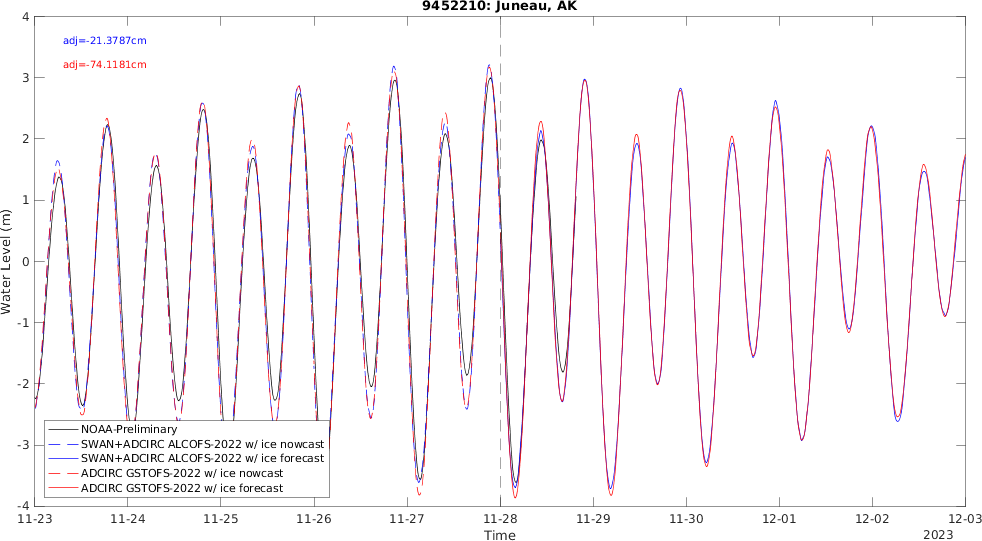 9452210: Juneau, AK
4
adj=-21.3787cm
adj=-74.1181cm
3
2
1
0
-1
-2
-3
-4
Water Level (m)
NOAA-Preliminary
SWAN+ADCIRC ALCOFS-2022 w/ ice nowcast
SWAN+ADCIRC ALCOFS-2022 w/ ice forecast
ADCIRC GSTOFS-2022 w/ ice nowcast
ADCIRC GSTOFS-2022 w/ ice forecast
11-23 11-24 11-25 11-26 11-27 11-28 11-29 11-30 12-01 12-02 12-03
Time
2023